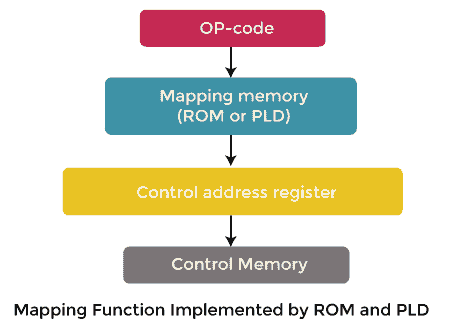 OP-code
Mapping memory
(ROM or PLD)
Control address register
Control Memory
Mapping Function Implemented by ROM and PLD